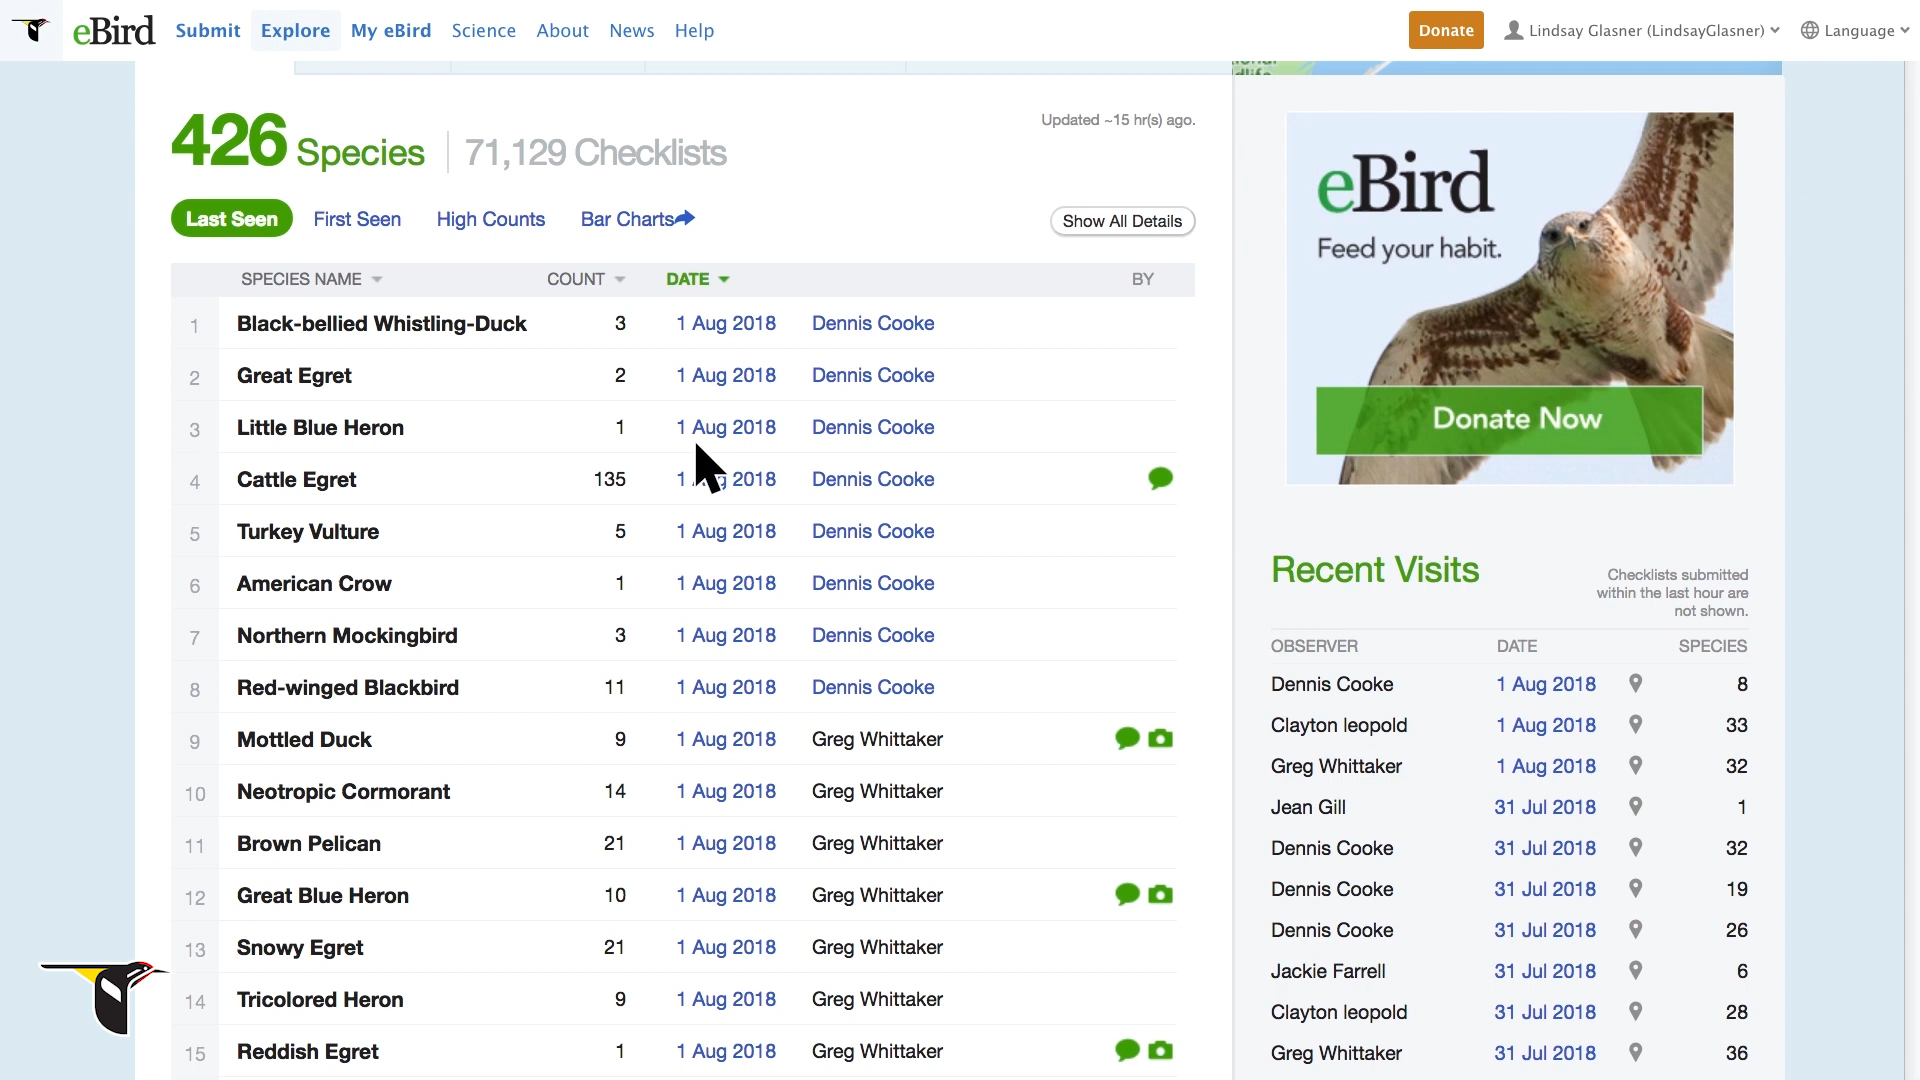 eBird Submit Explore My eBird Science About News Help Donate Lindsay Glasner (LindsayGlasner) Language
426 Species 71,129 Checklists Updated ~15 hr(s) ago.
Last Seen First Seen High Counts Bar Charts Show All Details
SPECIES NAME COUNT DATE BY
1 Black-bellied Whistling-Duck 3 1 Aug 2018 Dennis Cooke
2 Great Egret 2 1 Aug 2018 Dennis Cooke
3 Little Blue Heron 1 1 Aug 2018 Dennis Cooke
4 Cattle Egret 135 1 Aug 2018 Dennis Cooke
5 Turkey Vulture 5 1 Aug 2018 Dennis Cooke
6 American Crow 1 1 Aug 2018 Dennis Cooke
7 Northern Mockingbird 3 1 Aug 2018 Dennis Cooke
8 Red-winged Blackbird 11 1 Aug 2018 Dennis Cooke
9 Mottled Duck 9 1 Aug 2018 Greg Whittaker
10 Neotropic Cormorant 14 1 Aug 2018 Greg Whittaker
11 Brown Pelican 21 1 Aug 2018 Greg Whittaker
12 Great Blue Heron 10 1 Aug 2018 Greg Whittaker
13 Snowy Egret 21 1 Aug 2018 Greg Whittaker
14 Tricolored Heron 9 1 Aug 2018 Greg Whittaker
15 Reddish Egret 1 1 Aug 2018 Greg Whittaker
eBird
Feed your habit.
Donate Now
Recent Visits
Checklists submitted
within the last hour are
not shown.
OBSERVER DATE SPECIES
Dennis Cooke 1 Aug 2018 8
Clayton leopold 1 Aug 2018 33
Greg Whittaker 1 Aug 2018 32
Jean Gill 31 Jul 2018 1
Dennis Cooke 31 Jul 2018 32
Dennis Cooke 31 Jul 2018 19
Dennis Cooke 31 Jul 2018 26
Jackie Farrell 31 Jul 2018 6
Clayton leopold 31 Jul 2018 28
Greg Whittaker 31 Jul 2018 36